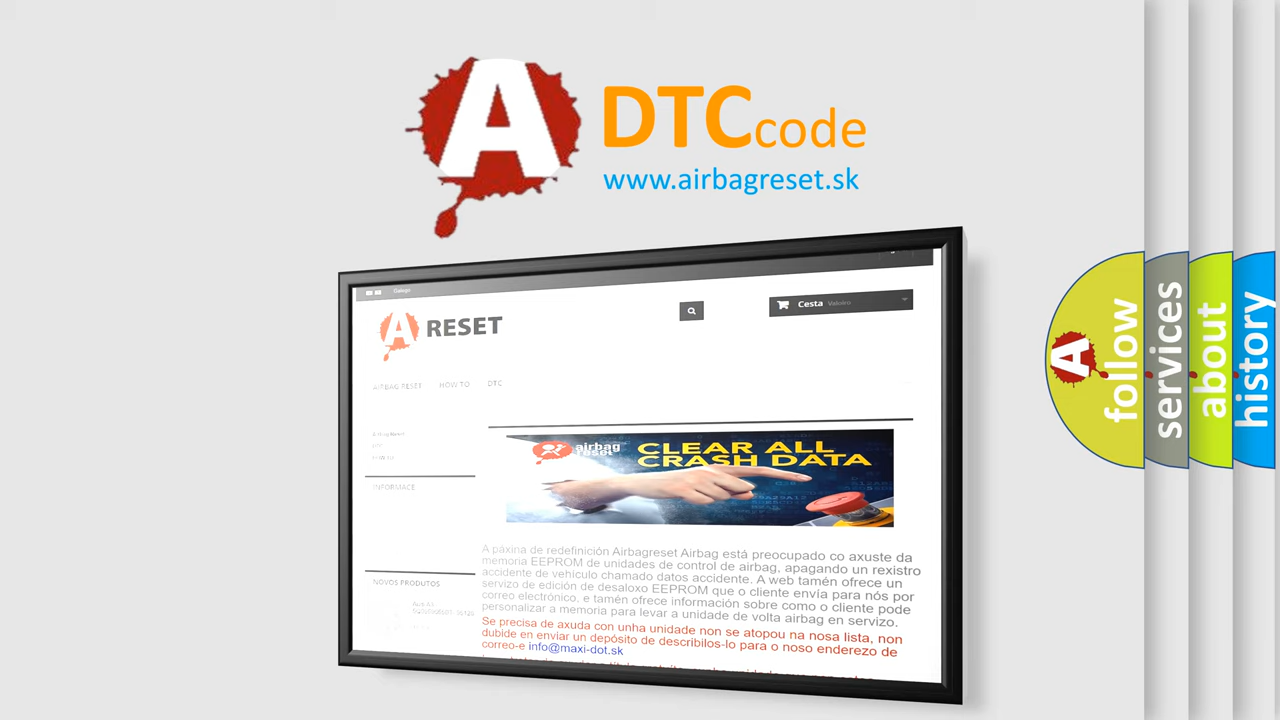 A DTCcode
www.airbagreset.sk
Galego
A RESET
Cesta Valeiro
AIRBAG RESET HOW TO DTC
Airbag Reset
HOW TO
INFORMACE
airbag
reset
CLEAR ALL
CRASH DATA
A páxina de redefinición Airbagreset Airbag está preocupado co axuste da
memoria EEPROM de unidades de control de airbag, apagando un rexistro
accidente de vehículo chamado datos accidente. A web tamén ofrece un
servizo de edición de desaloxo EEPROM que o cliente envía para nós por
correo electrónico, e tamén ofrece información sobre como o cliente pode
personalizar a memoria para levar a unidade de volta airbag en servizo.
Se precisa de axuda con unha unidade non se atopou na nosa lista, non
dubide en enviar un depósito de describilos-lo para o noso enderezo de
correo-e info@maxi-dot.sk
NOVOS PRODUTOS
A follow
services
about
history